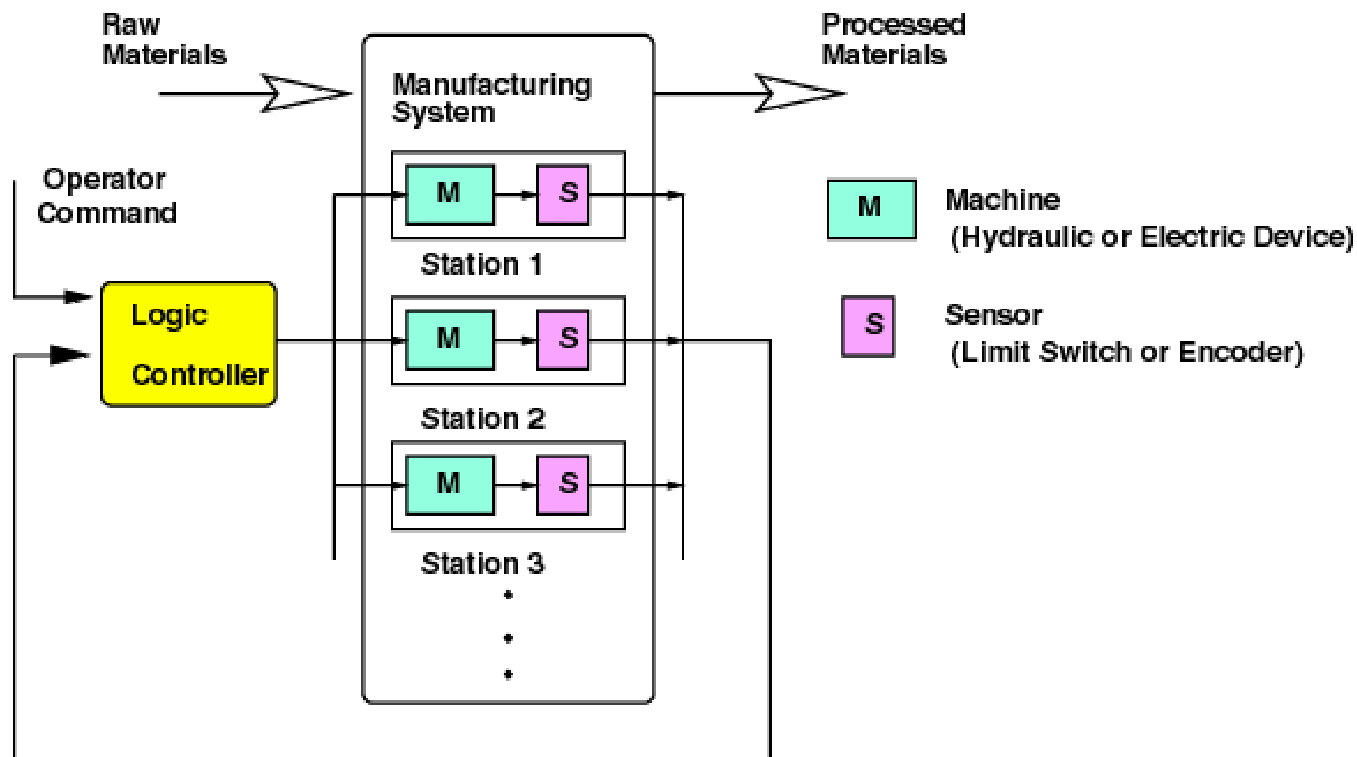 Raw
Materials
Processed
Materials
Manufacturing
System
Operator
Command
M
S
Station 1
Logic
Controller
M
S
Station 2
M
S
Station 3
M
Machine
(Hydraulic or Electric Device)
S
Sensor
(Limit Switch or Encoder)